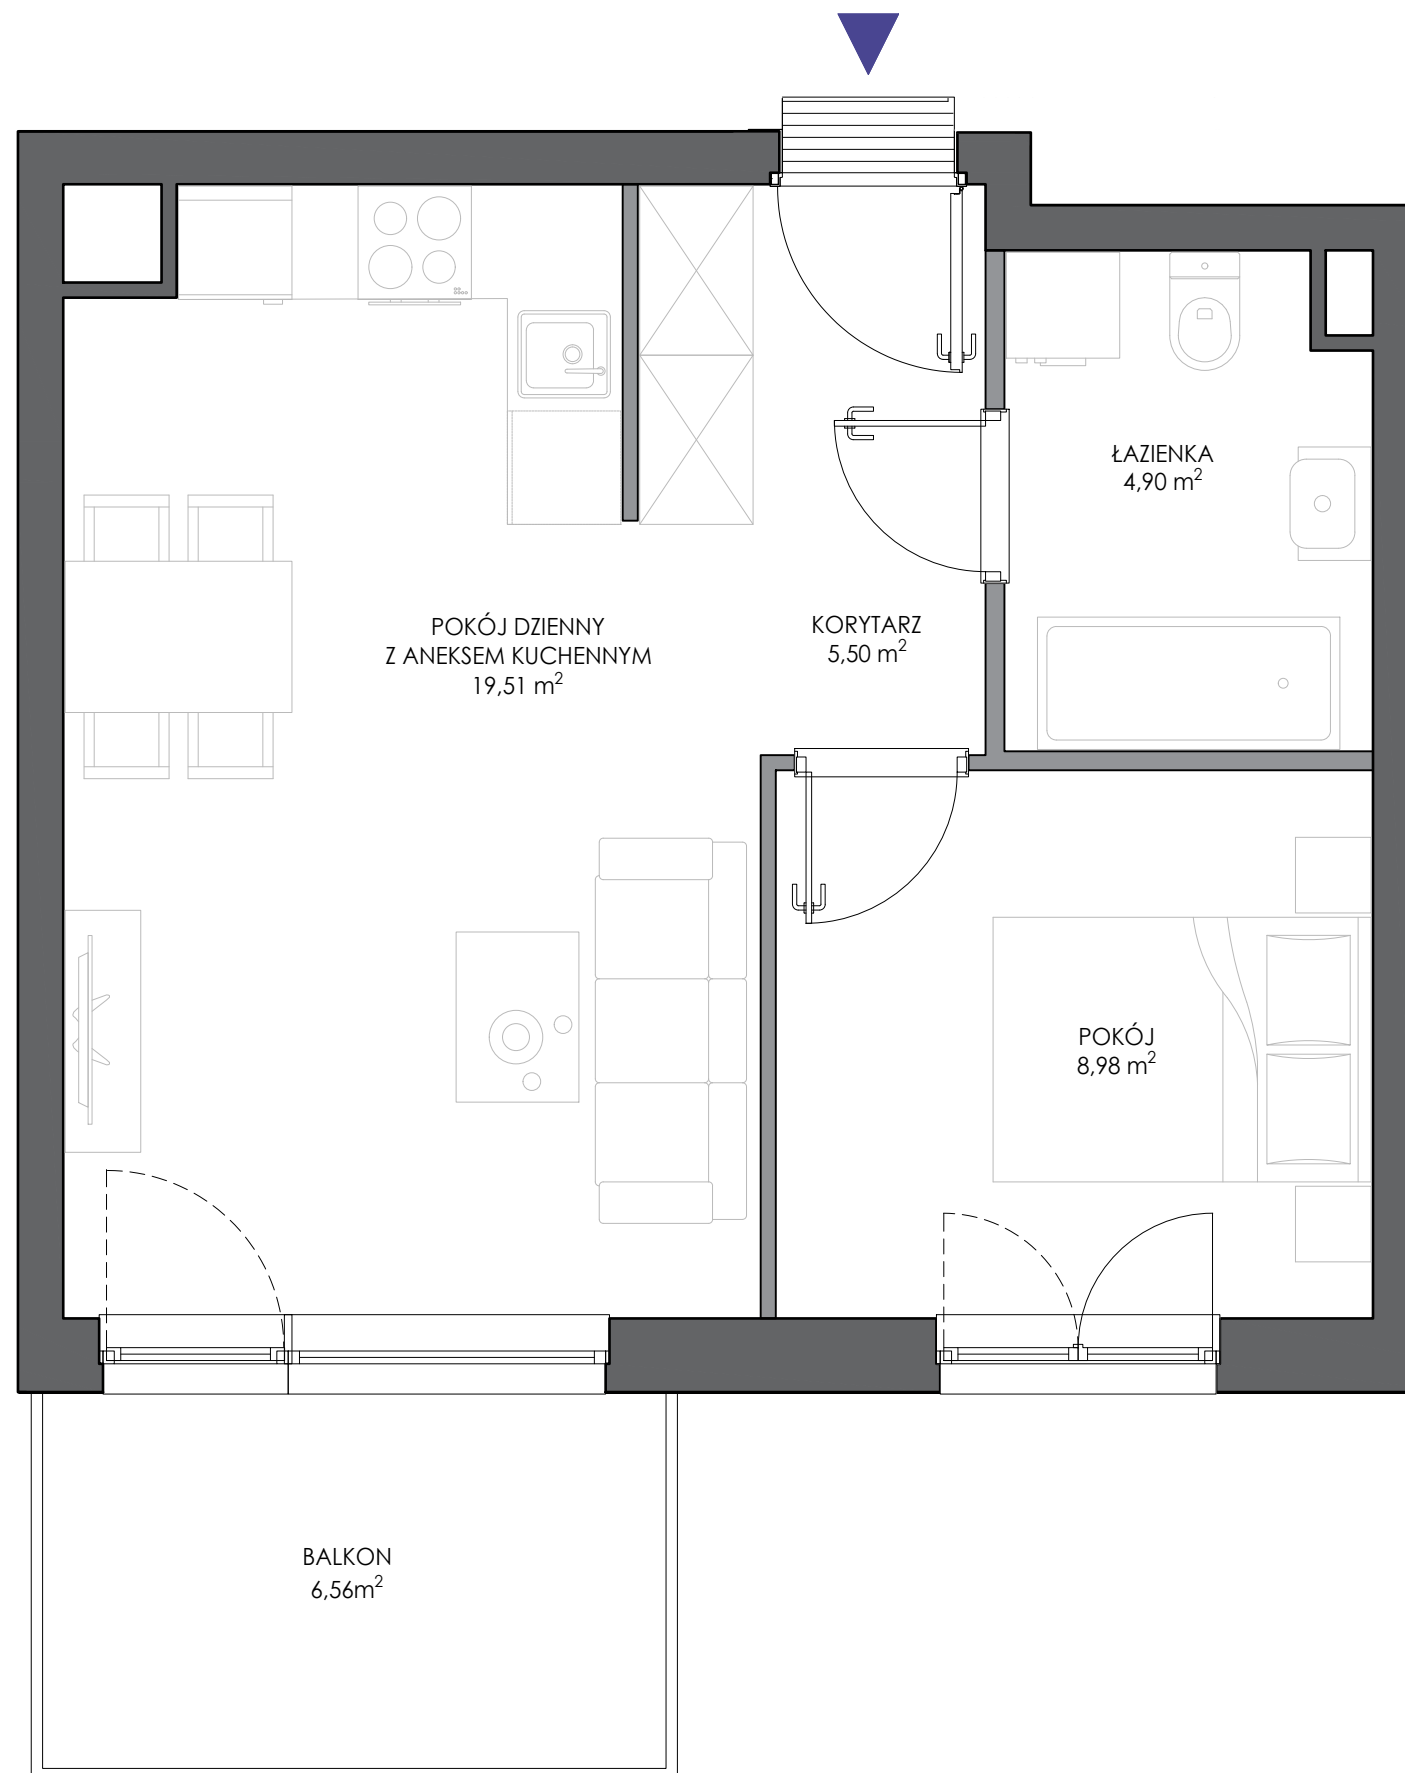 ŁAZIENKA
4,90 m²
POKÓJ DZIENNY
Z ANEKSEM KUCHENNYM
19,51 m²
KORYTARZ
5,50 m²
POKÓJ
8,98 m²
BALKON
6,56m²